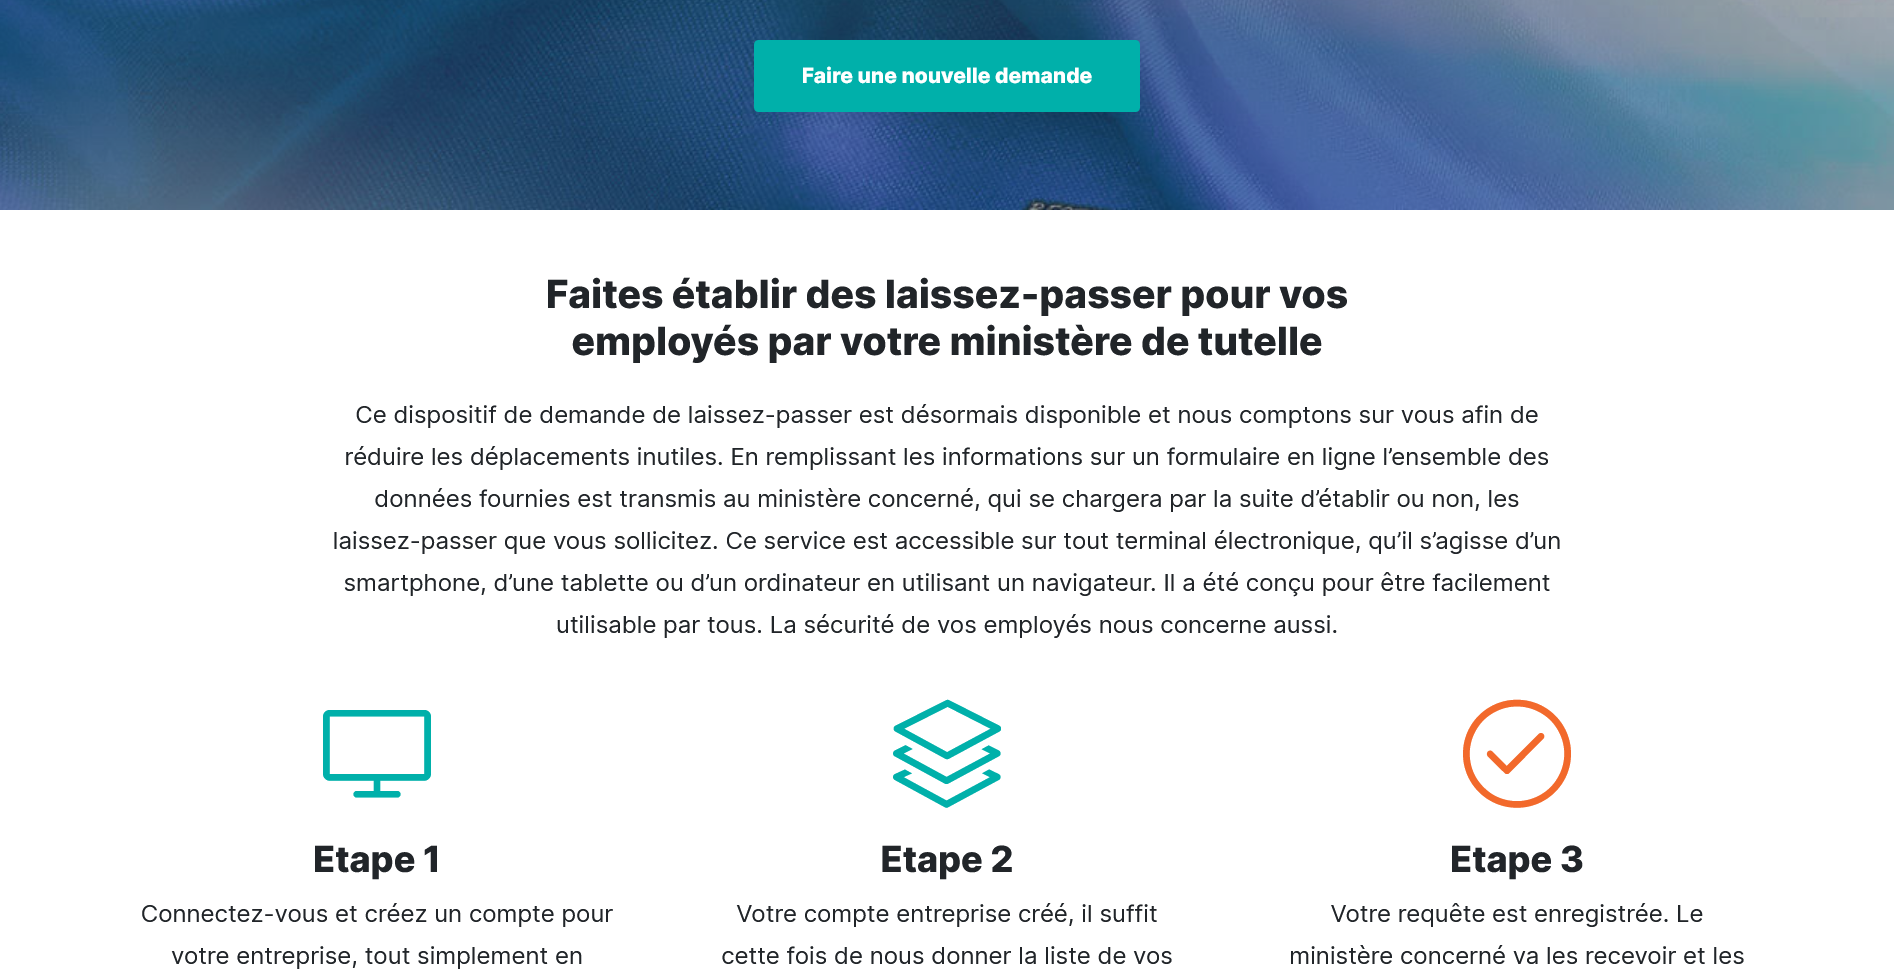 Faire une nouvelle demande
Faites établir des laissez-passer pour vos
employés par votre ministère de tutelle
Ce dispositif de demande de laissez-passer est désormais disponible et nous comptons sur vous afin de
réduire les déplacements inutiles. En remplissant les informations sur un formulaire en ligne l’ensemble des
données fournies est transmis au ministère concerné, qui se chargera par la suite d’établir ou non, les
laissez-passer que vous sollicitez. Ce service est accessible sur tout terminal électronique, qu’il s’agisse d’un
smartphone, d’une tablette ou d’un ordinateur en utilisant un navigateur. Il a été conçu pour être facilement
utilisable par tous. La sécurité de vos employés nous concerne aussi.
Etape 1
Connectez-vous et créez un compte pour
votre entreprise, tout simplement en
Etape 2
Votre compte entreprise créé, il suffit
cette fois de nous donner la liste de vos
Etape 3
Votre requête est enregistrée. Le
ministère concerné va les recevoir et les